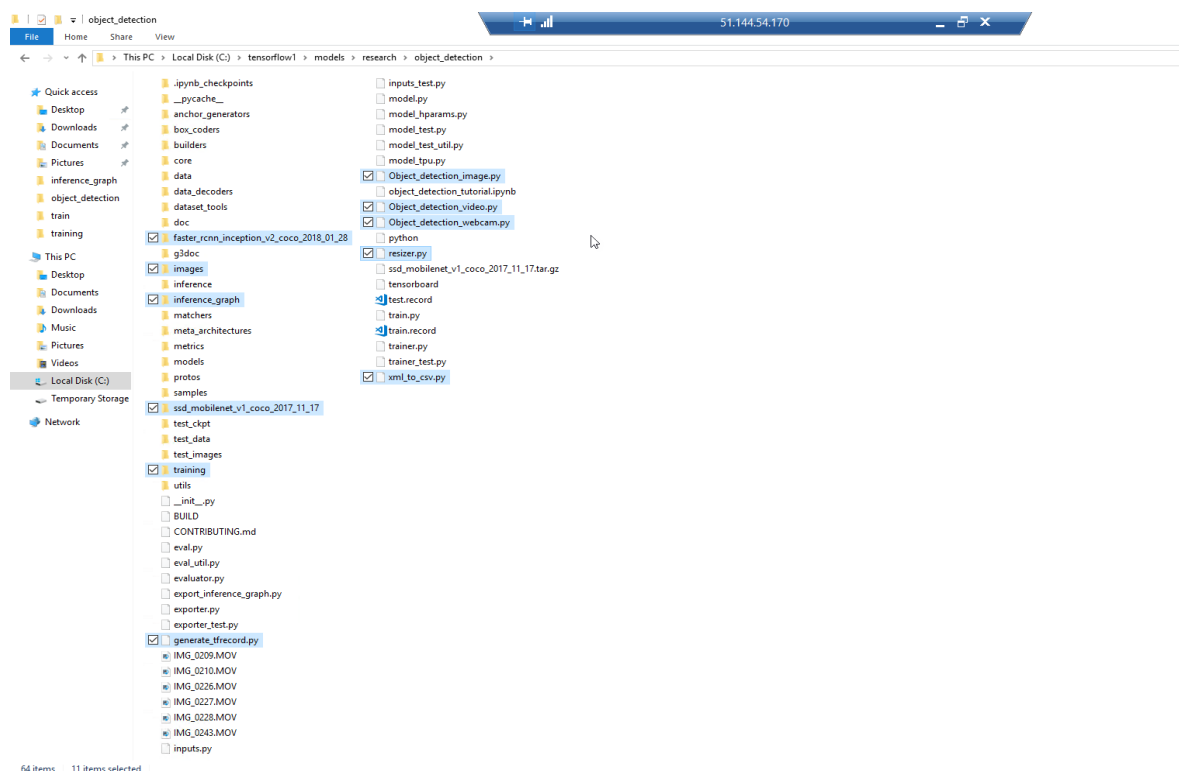 object_detection
51.144.54.170
File Home Share View
This PC > Local Disk (C:) > tensorflow1 > models > research > object_detection >
Quick access
Desktop
Downloads
Documents
Pictures
inference_graph
object_detection
train
training
This PC
Desktop
Documents
Downloads
Music
Pictures
Videos
Local Disk (C:)
Temporary Storage
Network
.ipynb_checkpoints
__pycache__
anchor_generators
box_coders
builders
core
data
data_decoders
dataset_tools
doc
faster_rcnn_inception_v2_coco_2018_01_28
g3doc
images
inference
inference_graph
matchers
meta_architectures
metrics
models
protos
samples
ssd_mobilenet_v1_coco_2017_11_17
test_ckpt
test_data
test_images
training
utils
__init__.py
BUILD
CONTRIBUTING.md
eval.py
eval_util.py
evaluator.py
export_inference_graph.py
exporter.py
exporter_test.py
generate_tfrecord.py
IMG_0209.MOV
IMG_0210.MOV
IMG_0226.MOV
IMG_0227.MOV
IMG_0228.MOV
IMG_0243.MOV
inputs.py
inputs_test.py
model.py
model_hparams.py
model_test.py
model_test_util.py
model_tpu.py
Object_detection_image.py
object_detection_tutorial.ipynb
Object_detection_video.py
Object_detection_webcam.py
python
resizer.py
ssd_mobilenet_v1_coco_2017_11_17.tar.gz
tensorboard
test.record
train.py
train.record
trainer.py
trainer_test.py
xml_to_csv.py
64 items 11 items selected